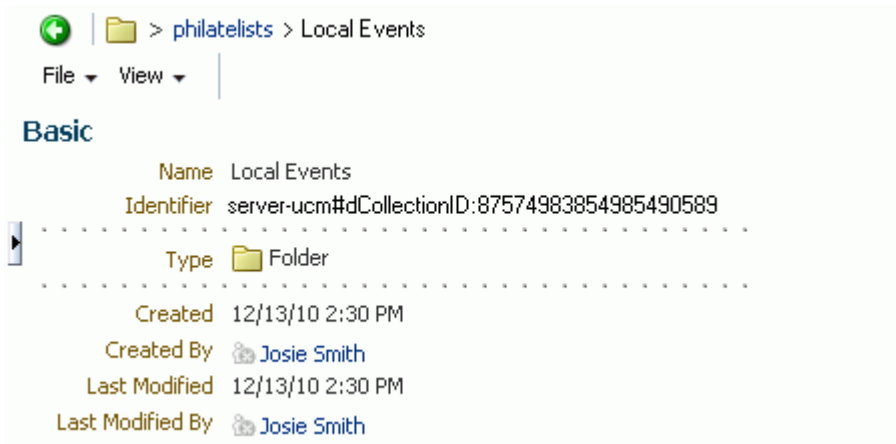 > philatelists > Local Events
File View
Basic
Name Local Events
Identifier server-ucm#dCollectionID:87574983854985490589
Type Folder
Created 12/13/10 2:30 PM
Created By Josie Smith
Last Modified 12/13/10 2:30 PM
Last Modified By Josie Smith